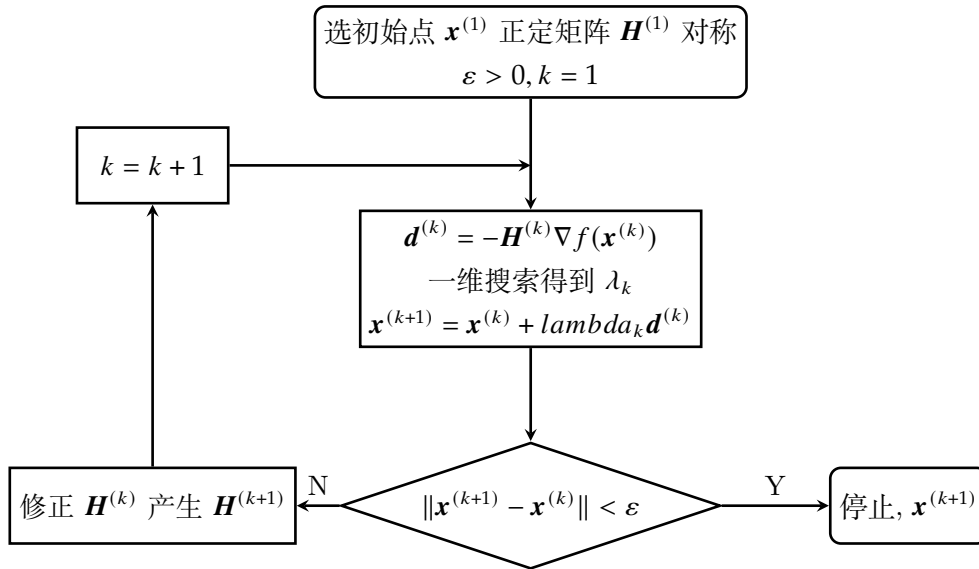 选初始点 x^{(1)} 正定矩阵 H^{(1)} 对称
ε > 0, k = 1
k = k + 1
d^{(k)} = -H^{(k)}∇f(x^{(k)})
一维搜索得到 λ_k
x^{(k+1)} = x^{(k)} + lambda_k d^{(k)}
修正 H^{(k)} 产生 H^{(k+1)}
N
‖x^{(k+1)} - x^{(k)}‖ < ε
Y
停止, x^{(k+1)}